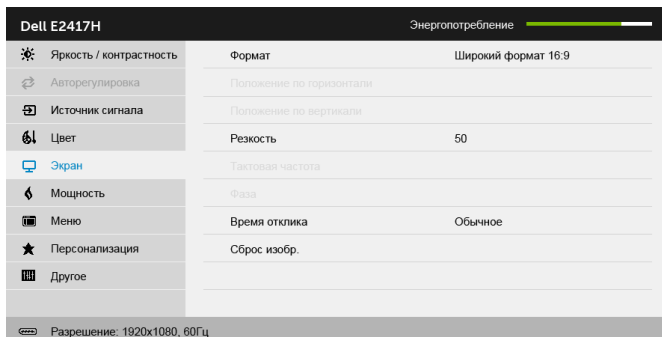 Dell E2417H
Энергопотребление
Яркость / контрастность
Формат
Широкий формат 16:9
Авторегулировка
Положение по горизонтали
Источник сигнала
Положение по вертикали
Цвет
Резкость
50
Экран
Тактовая частота
Мощность
Фаза
Меню
Время отклика
Обычное
Персонализация
Сброс изобр.
Другое
Разрешение: 1920x1080, 60Гц